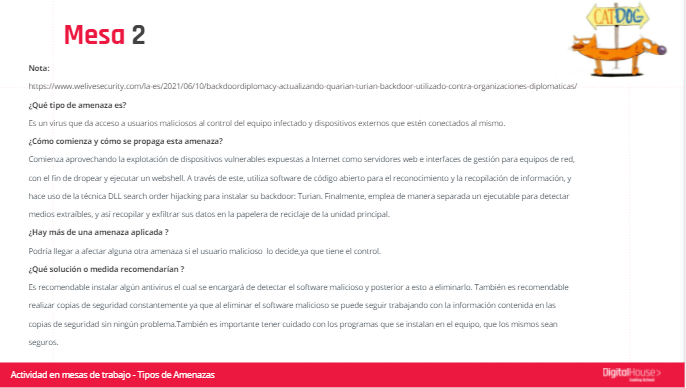 Mesa 2
CATDOG
Nota:
https://www.welivesecurity.com/la-es/2021/06/10/backdoordiplomacy-actualizando-quarian-turian-backdoor-utilizado-contra-organizaciones-diplomaticas/
¿Qué tipo de amenaza es?
Es un virus que da acceso a usuarios maliciosos al control del equipo infectado y dispositivos externos que estén conectados al mismo.
¿Cómo comienza y cómo se propaga esta amenaza?
Comienza aprovechando la explotación de dispositivos vulnerables expuestas a Internet como servidores web e interfaces de gestión para equipos de red,
con el fin de dropear y ejecutar un webshell. A través de este, utiliza software de código abierto para el reconocimiento y la recopilación de información, y
hace uso de la técnica DLL search order hijacking para instalar su backdoor: Turian. Finalmente, emplea de manera separada un ejecutable para detectar
medios extraíbles, y así recopilar y exfiltrar sus datos en la papelera de reciclaje de la unidad principal.
¿Hay más de una amenaza aplicada ?
Podría llegar a afectar alguna otra amenaza si el usuario malicioso lo decide,ya que tiene el control.
¿Qué solución o medida recomendarían ?
Es recomendable instalar algún antivirus el cual se encargará de detectar el software malicioso y posterior a esto a eliminarlo. También es recomendable
realizar copias de seguridad constantemente ya que al eliminar el software malicioso se puede seguir trabajando con la información contenida en las
copias de seguridad sin ningún problema.También es importante tener cuidado con los programas que se instalan en el equipo, que los mismos sean
seguros.
Actividad en mesas de trabajo - Tipos de Amenazas
DigitalHouse>
Coding School